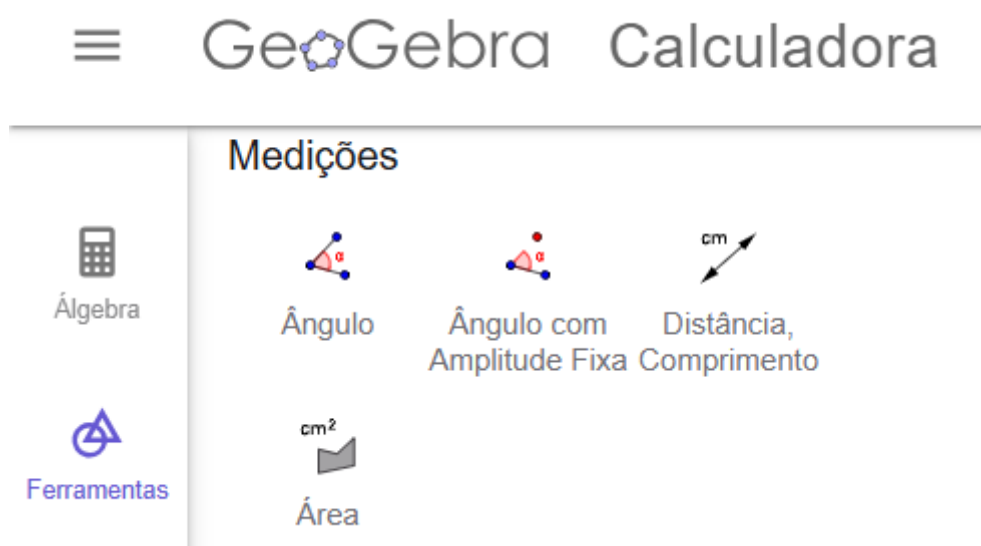 GeoGebra Calculadora
Medições
Álgebra
α
Ângulo
α
Ângulo com
Amplitude Fixa
cm
Distância,
Comprimento
Ferramentas
cm²
Área